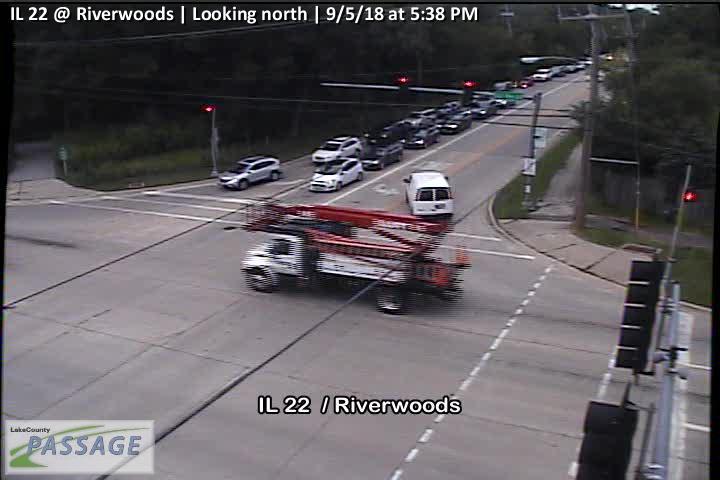 IL 22 @ Riverwoods | Looking north | 9/5/18 at 5:38 PM
IL 22 / Riverwoods
LakeCounty
PASSAGE